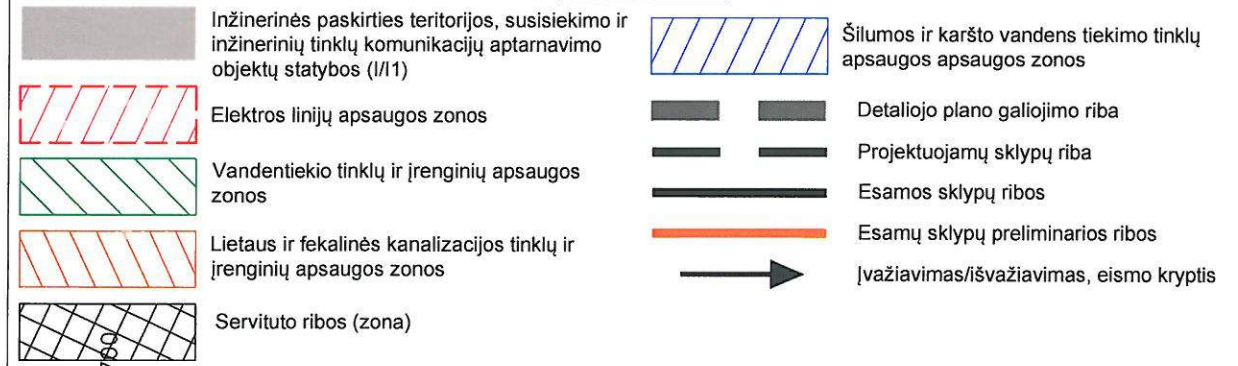 Inžinerinės paskirties teritorijos, susisiekimo ir
inžinerinių tinklų komunikacijų aptarnavimo
objektų statybos (I/I1)
Elektros linijų apsaugos zonos
Vandentiekio tinklų ir įrenginių apsaugos
zonos
Lietaus ir fekalinės kanalizacijos tinklų ir
įrenginių apsaugos zonos
Servituto ribos (zona)
Šilumos ir karšto vandens tiekimo tinklų
apsaugos apsaugos zonos
Detaliojo plano galiojimo riba
Projektuojamų sklypų riba
Esamos sklypų ribos
Esamų sklypų preliminarios ribos
Įvažiavimas/išvažiavimas, eismo kryptis